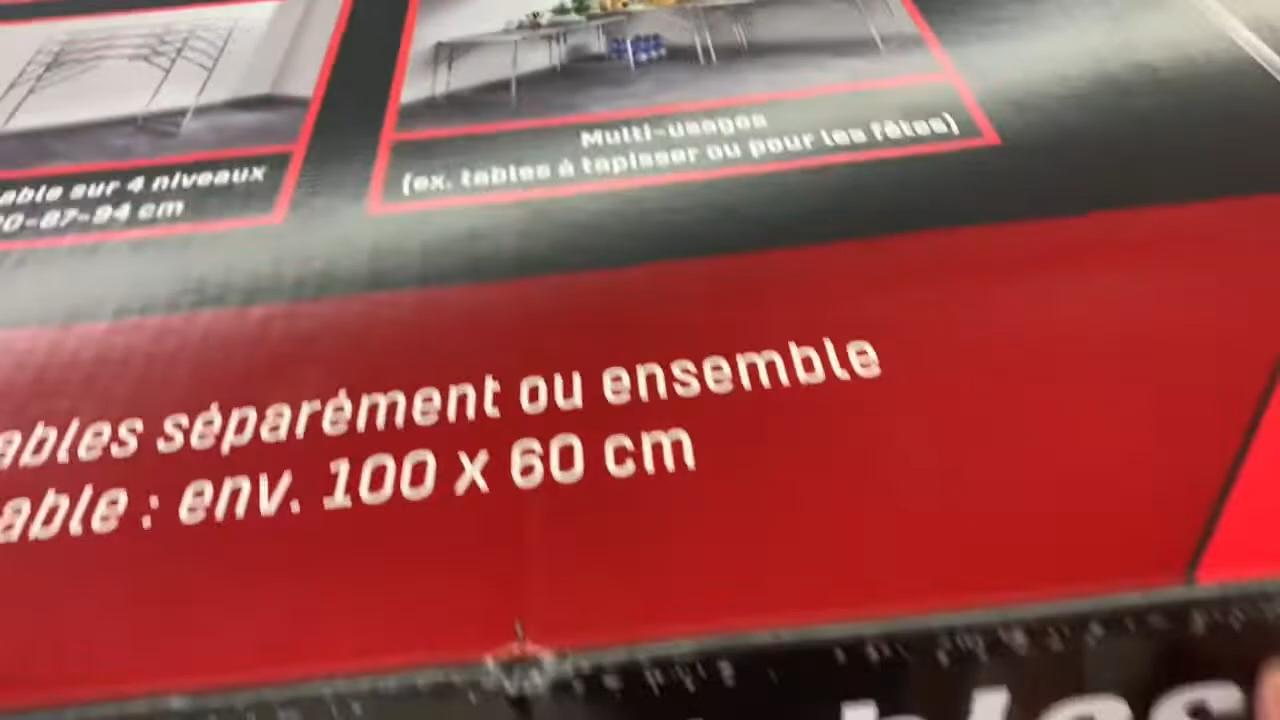 able sur 4 niveaux
0-87-94 cm
Multi-usages
(ex. tables à tapisser ou pour les fêtes)
ables séparément ou ensemble
able : env. 100 x 60 cm